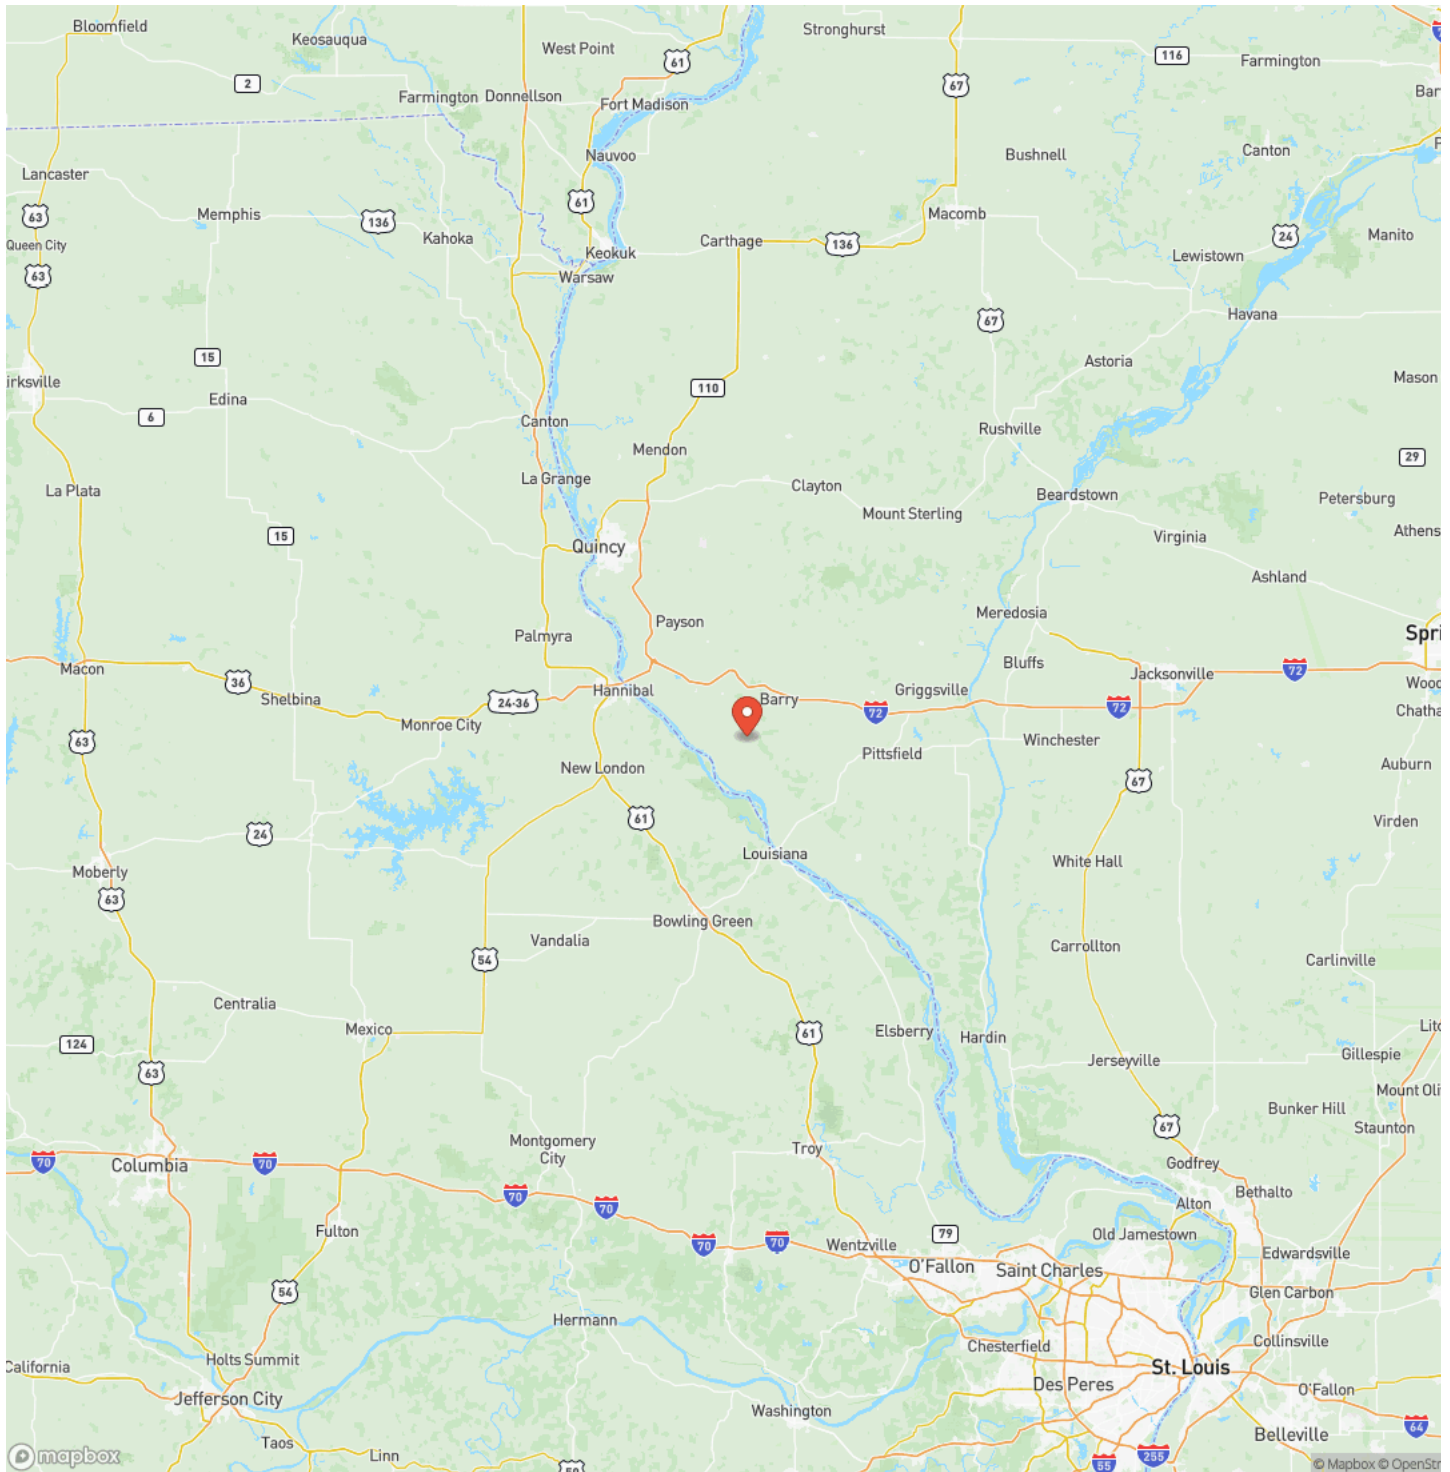 Bloomfield
Keosauqua
West Point
Stronghurst
61
116
Farmington
2
67
Farmington
Donnellson
Fort Madison
Nauvoo
Bushnell
Canton
Lancaster
63
Memphis
136
61
Macomb
Kahoka
Carthage
136
24
Manito
Queen City
Keokuk
Lewistown
63
Warsaw
Havana
67
15
Astoria
irksville
Mason
110
Edina
6
Canton
Rushville
Mendon
29
La Plata
La Grange
Clayton
Beardstown
Petersburg
Mount Sterling
15
Virginia
Athens
Quincy
Ashland
Meredosia
Payson
Palmyra
Spri
Macon
Bluffs
72
Jacksonville
36
Hannibal
Griggsville
Shelbina
24-36
Barry
Wood
72
72
Chatha
Monroe City
63
Winchester
Pittsfield
New London
Auburn
67
61
Virden
24
Louisiana
White Hall
Moberly
63
Bowling Green
Vandalia
Carrollton
54
Carlinville
Centralia
Mexico
61
Elsberry
Hardin
Litc
124
Gillespie
Jerseyville
63
Mount Oli
Bunker Hill
67
Staunton
Montgomery
City
Troy
70
Columbia
70
Godfrey
70
Bethalto
70
Alton
Fulton
79
Old Jamestown
70
70
Wentzville
Edwardsville
O'Fallon
Saint Charles
54
Glen Carbon
Hermann
Collinsville
Chesterfield
Holts Summit
California
St. Louis
Des Peres
O'Fallon
Jefferson City
Washington
64
Belleville
Taos
Linn
255
55
50
mapbox
© Mapbox © OpenStr